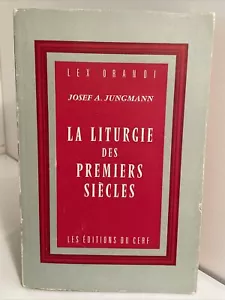 LEX ORANDI
JOSEF A. JUNGMANN
LA LITURGIE
DES
PREMIERS
SIÈCLES
LES ÉDITIONS DU CERF